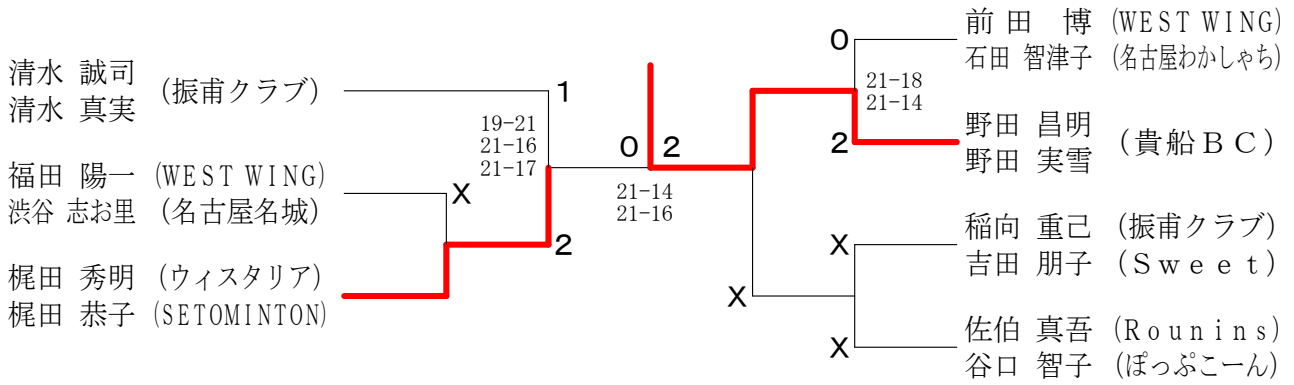 清水 誠司
清水 真実
(振甫クラブ)
福田 陽一 (WEST WING)
渋谷 志お里 (名古屋名城)
梶田 秀明 (ウィスタリア)
梶田 恭子 (SETOMINTON)
1
19-21
21-16
21-17
X
2
0 2
21-14
21-16
前田 博 (WEST WING)
石田 智津子 (名古屋わかしゃち)
0
21-18
21-14
野田 昌明
野田 実雪
(貴船BC)
2
稲向 重己 (振甫クラブ)
吉田 朋子 (Sweet)
X
X
佐伯 真吾 (Rounins)
谷口 智子 (ぽっぷこーん)
X